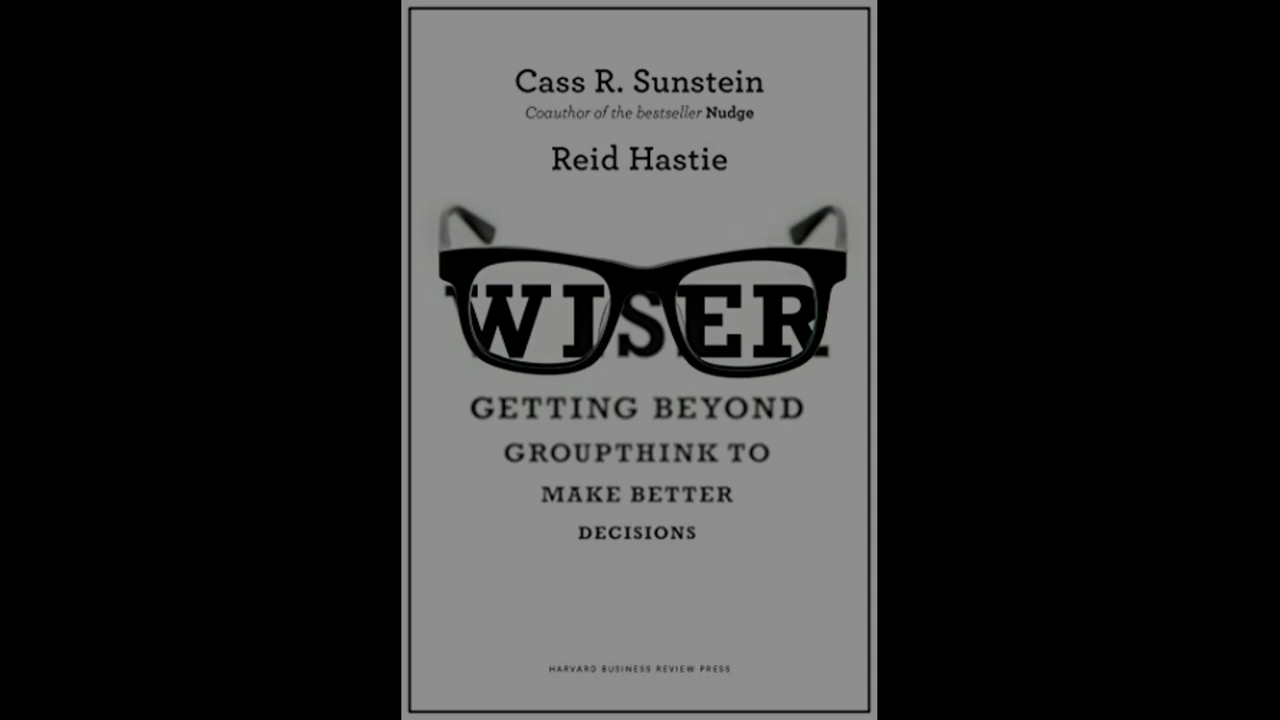 Cass R. Sunstein
Coauthor of the bestseller Nudge
Reid Hastie
WISER
GETTING BEYOND
GROUPTHINK TO
MAKE BETTER
DECISIONS
HARVARD BUSINESS REVIEW PRESS